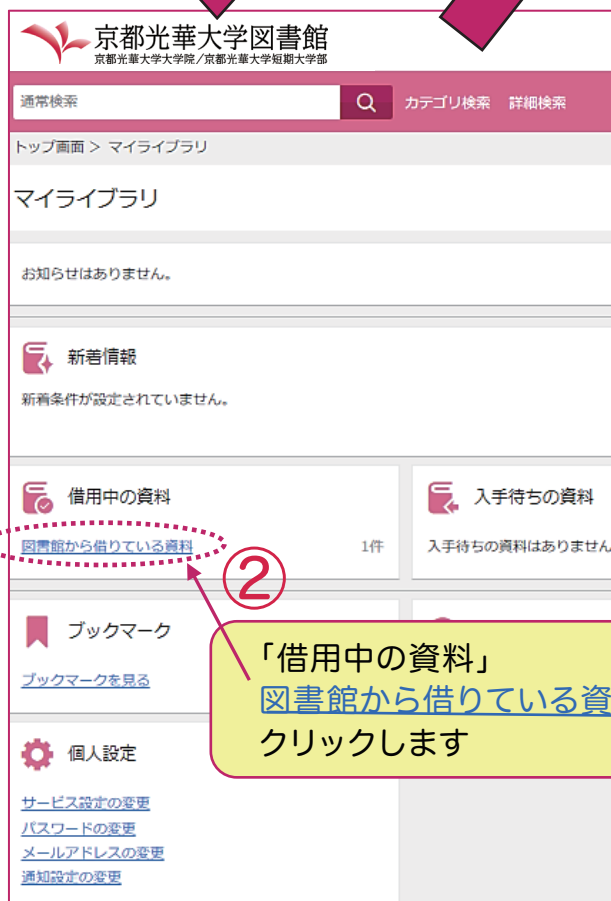 京都光華大学図書館
京都光華大学大学院/京都光華大学短期大学部
通常検索
カテゴリ検索 詳細検索
トップ画面 > マイライブラリ
マイライブラリ
お知らせはありません。
新着情報
新着条件が設定されていません。
借用中の資料
図書館から借りている資料 1件
入手待ちの資料
入手待ちの資料はありません
②
ブックマーク
ブックマークを見る
「借用中の資料」
図書館から借りている資
クリックします
個人設定
サービス設定の変更
パスワードの変更
メールアドレスの変更
通知設定の変更